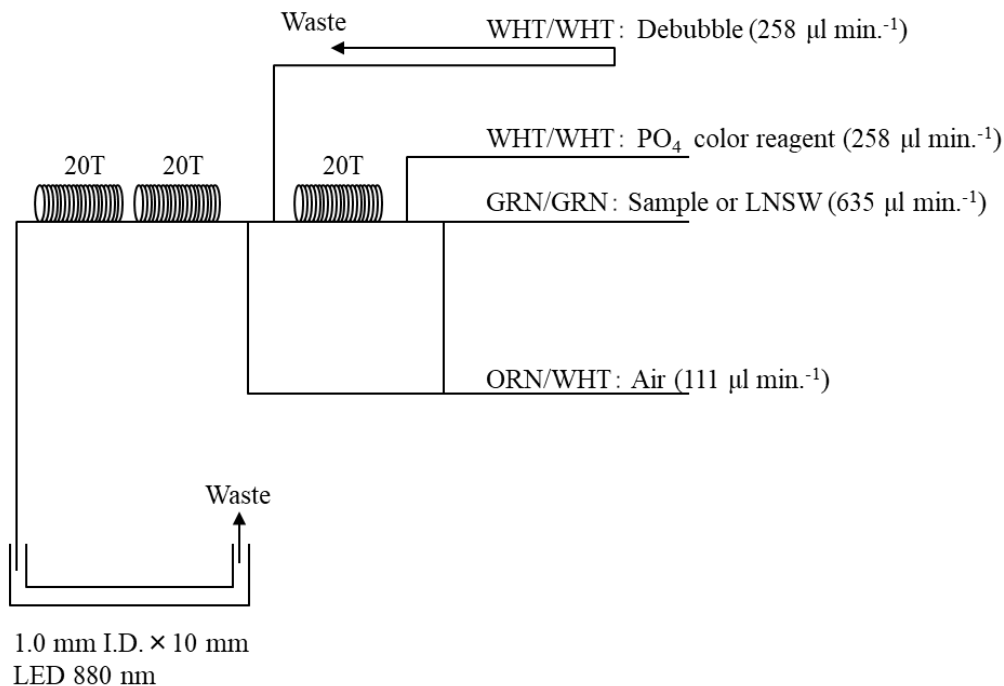 Waste
WHT/WHT: Debubble (258 μl min.⁻¹)
WHT/WHT: PO₄ color reagent (258 μl min.⁻¹)
20T 20T 20T
GRN/GRN: Sample or LNSW (635 μl min.⁻¹)
ORN/WHT: Air (111 μl min.⁻¹)
Waste
1.0 mm I.D. × 10 mm
LED 880 nm